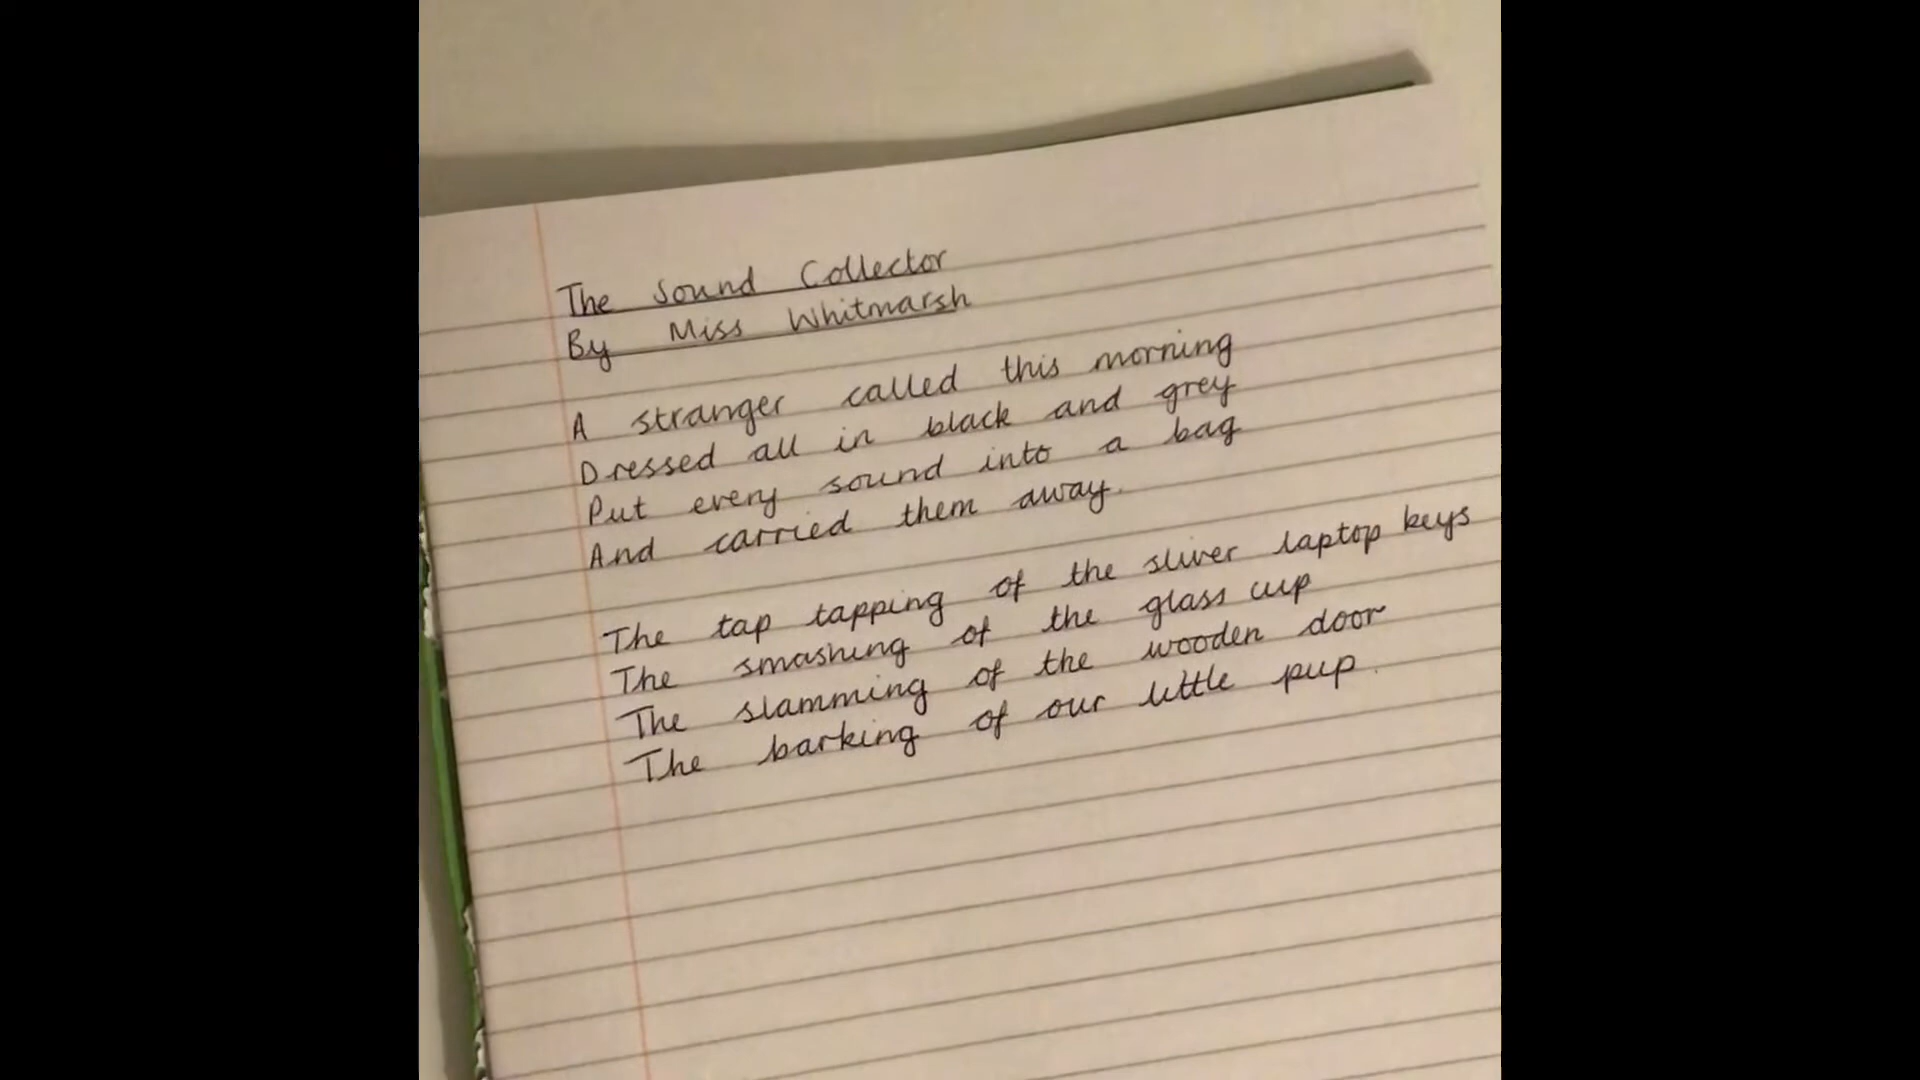 The Sound Collector
By Miss Whitmarsh
A stranger called this morning
Dressed all in black and grey
Put every sound into a bag
And carried them away.
The tap tapping of the sliver laptop keys
The smashing of the glass cup
The slamming of the wooden door
The barking of our little pup.